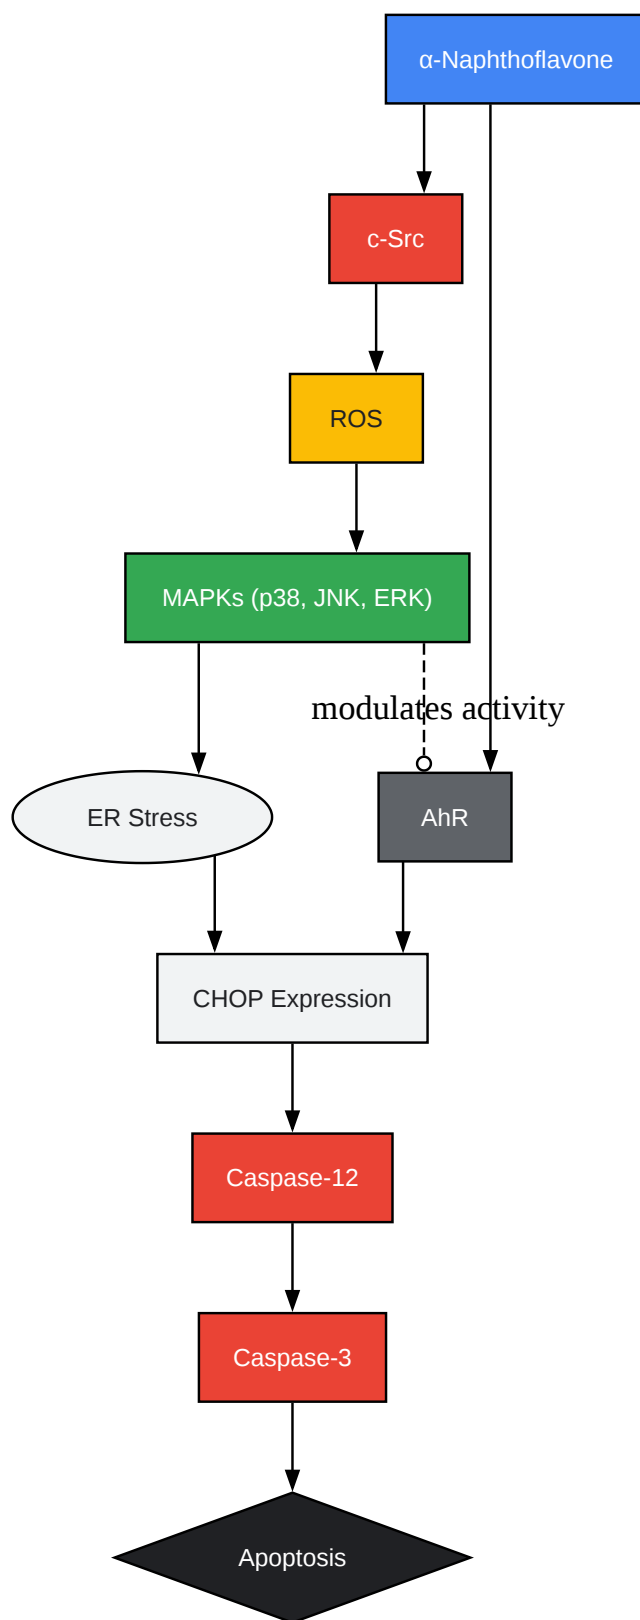 α-Naphthoflavone
c-Src
ROS
MAPKs (p38, JNK, ERK)
modulates activity
ER Stress
AhR
CHOP Expression
Caspase-12
Caspase-3
Apoptosis